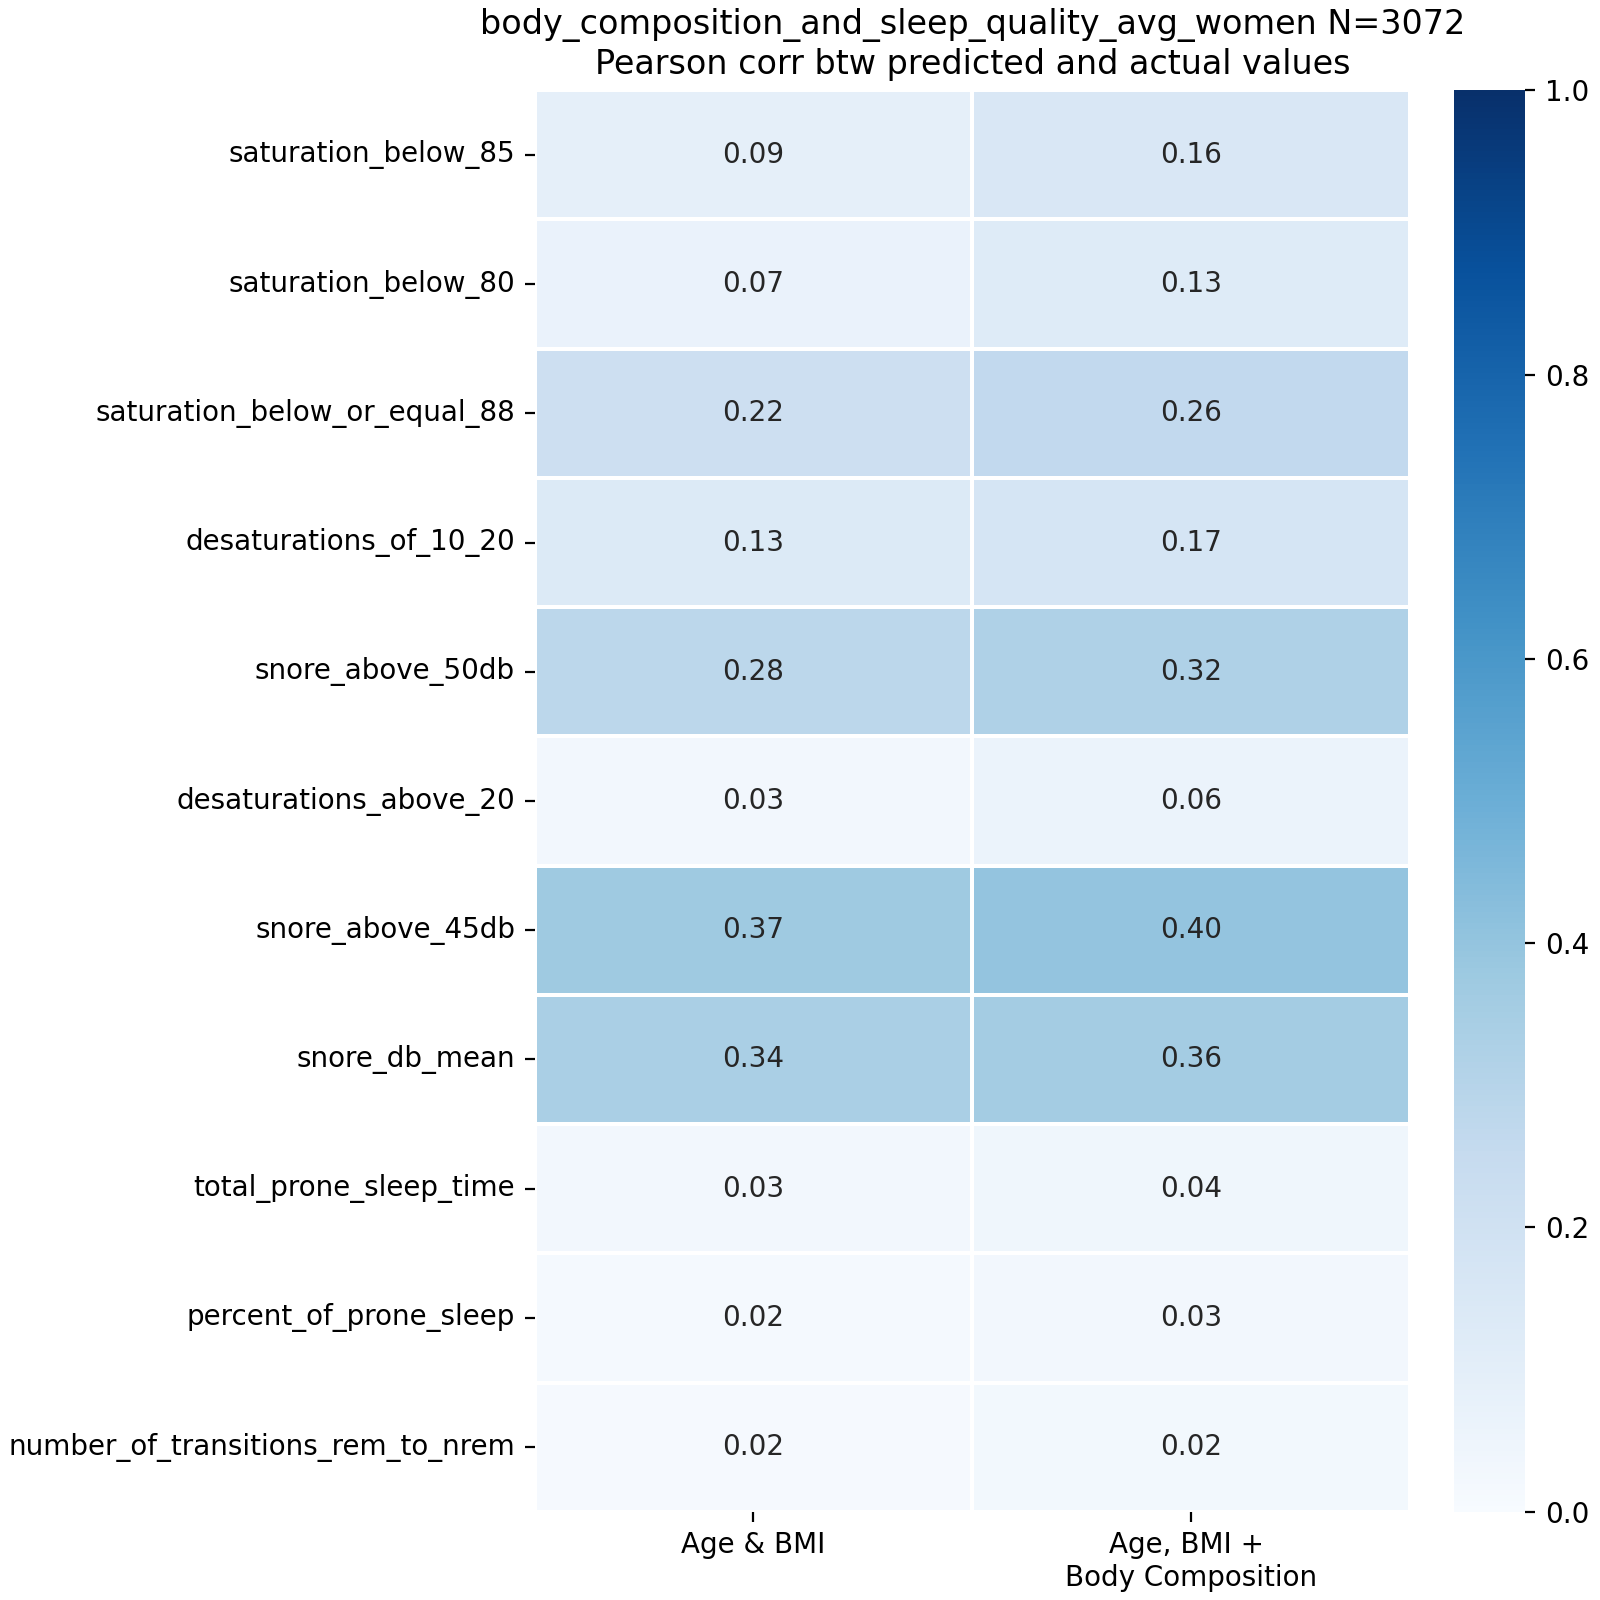 body_composition_and_sleep_quality_avg_women N=3072
Pearson corr btw predicted and actual values
saturation_below_85 0.09 0.16
saturation_below_80 0.07 0.13
saturation_below_or_equal_88 0.22 0.26
desaturations_of_10_20 0.13 0.17
snore_above_50db 0.28 0.32
desaturations_above_20 0.03 0.06
snore_above_45db 0.37 0.40
snore_db_mean 0.34 0.36
total_prone_sleep_time 0.03 0.04
percent_of_prone_sleep 0.02 0.03
number_of_transitions_rem_to_nrem 0.02 0.02
Age & BMI
Age, BMI +
Body Composition
1.0
0.8
0.6
0.4
0.2
0.0